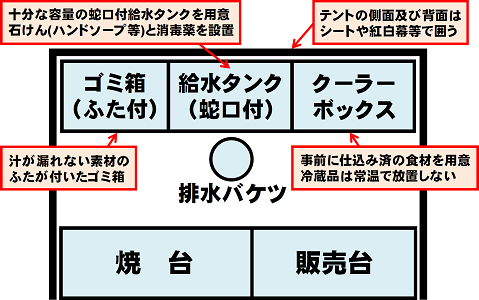 十分な容量の蛇口付給水タンクを用意
石けん(ハンドソープ等)と消毒薬を設置
テントの側面及び背面は
シートや紅白幕等で囲う
ゴミ箱
（ふた付）
給水タンク
（蛇口付）
クーラー
ボックス
汁が漏れない素材の
ふたが付いたゴミ箱
事前に仕込み済の食材を用意
冷蔵品は常温で放置しない
排水バケツ
焼　台
販売台